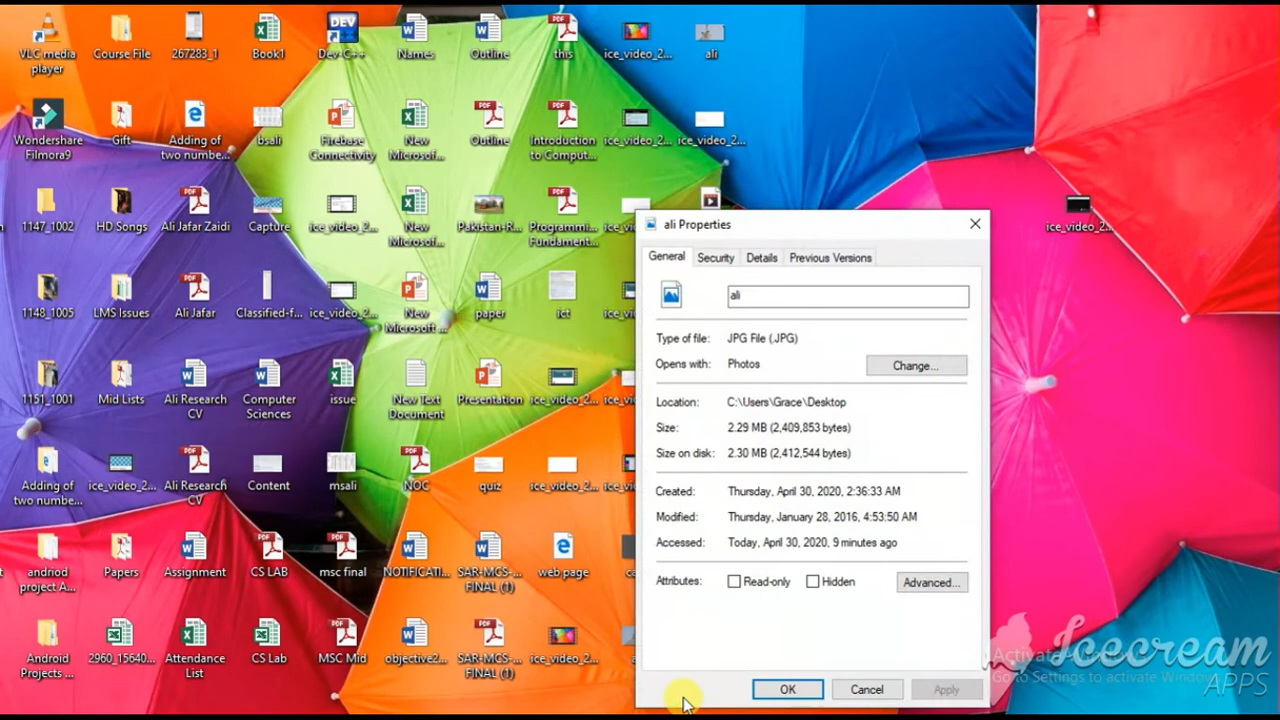 VLC media
player
Course File
267283_1
Book1
DEV
Dev-C++
Names
Outline
this
ice_video_2...
ali
Wondershare
Filmora9
Gift
Adding of
two numbe...
bsali
Firebase
Connectivity
New
Microsoft...
Outline
Introduction
to Comput...
ice_video_2...
ice_video_2...
1147_1002
HD Songs
Ali Jafar Zaidi
Capture
ice_video_2...
New
Microsoft...
Pakistan-R...
Programmi...
Fundament...
ice_vi
ice_video_2...
1148_1005
LMS Issues
Ali Jafar
Classified-f...
ice_video_2...
New
Microsoft ...
paper
ict
ice_vi
1151_1001
Mid Lists
Ali Research
CV
Computer
Sciences
issue
New Text
Document
Presentation
ice_video_2...
ice_vi
Adding of
two numbe...
ice_video_2...
Ali Research
CV
Content
msali
NOC
quiz
ice_video_2...
ice_vi
andriod
project A...
Papers
Assignment
CS LAB
msc final
NOTIFICATI...
SAR-MCS-...
FINAL (1)
web page
Android
Projects ...
2960_15640...
Attendance
List
CS Lab
MSC Mid
objective2...
SAR-MCS-...
FINAL (1)
ice_video_2...
ali Properties
General
Security
Details
Previous Versions
ali
Type of file: JPG File (.JPG)
Opens with: Photos
Change...
Location: C:\Users\Grace\Desktop
Size: 2.29 MB (2,409,853 bytes)
Size on disk: 2.30 MB (2,412,544 bytes)
Created: Thursday, April 30, 2020, 2:36:33 AM
Modified: Thursday, January 28, 2016, 4:53:50 AM
Accessed: Today, April 30, 2020, 9 minutes ago
Attributes: Read-only Hidden Advanced...
OK Cancel Apply
Icecream
APPS
Go to Settings to activate Windows